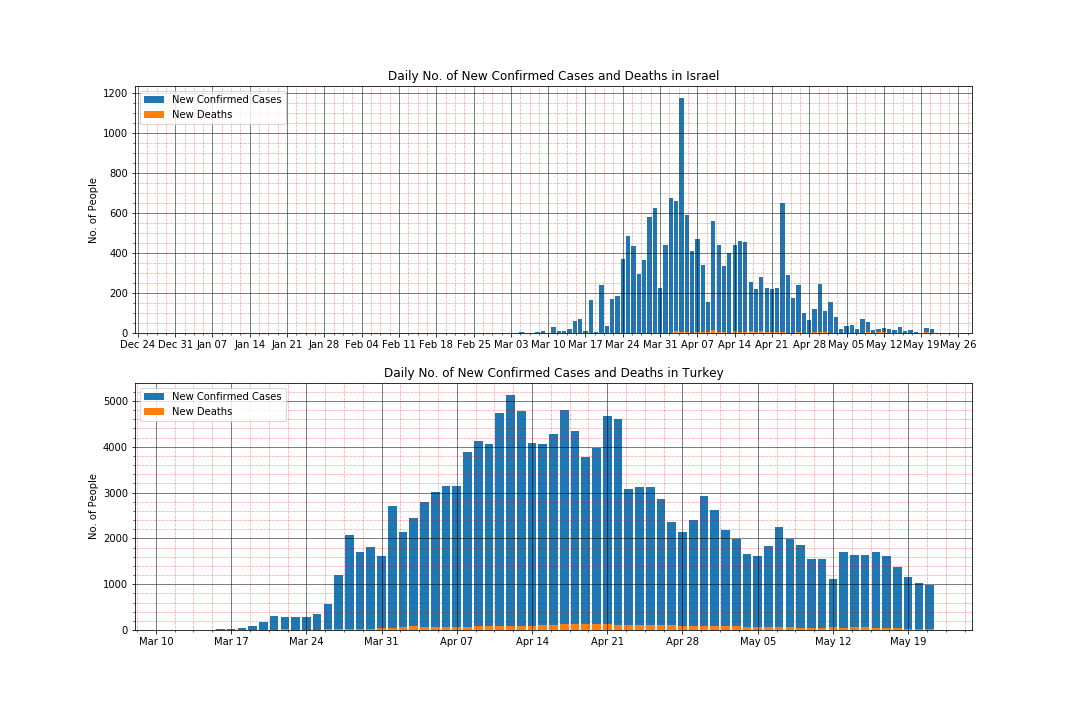 Daily No. of New Confirmed Cases and Deaths in Israel
1200
1000
800
600
400
200
0
No. of People
New Confirmed Cases
New Deaths
Dec 24 Dec 31 Jan 07 Jan 14 Jan 21 Jan 28 Feb 04 Feb 11 Feb 18 Feb 25 Mar 03 Mar 10 Mar 17 Mar 24 Mar 31 Apr 07 Apr 14 Apr 21 Apr 28 May 05 May 12 May 19 May 26
Daily No. of New Confirmed Cases and Deaths in Turkey
5000
4000
3000
2000
1000
0
No. of People
New Confirmed Cases
New Deaths
Mar 10 Mar 17 Mar 24 Mar 31 Apr 07 Apr 14 Apr 21 Apr 28 May 05 May 12 May 19